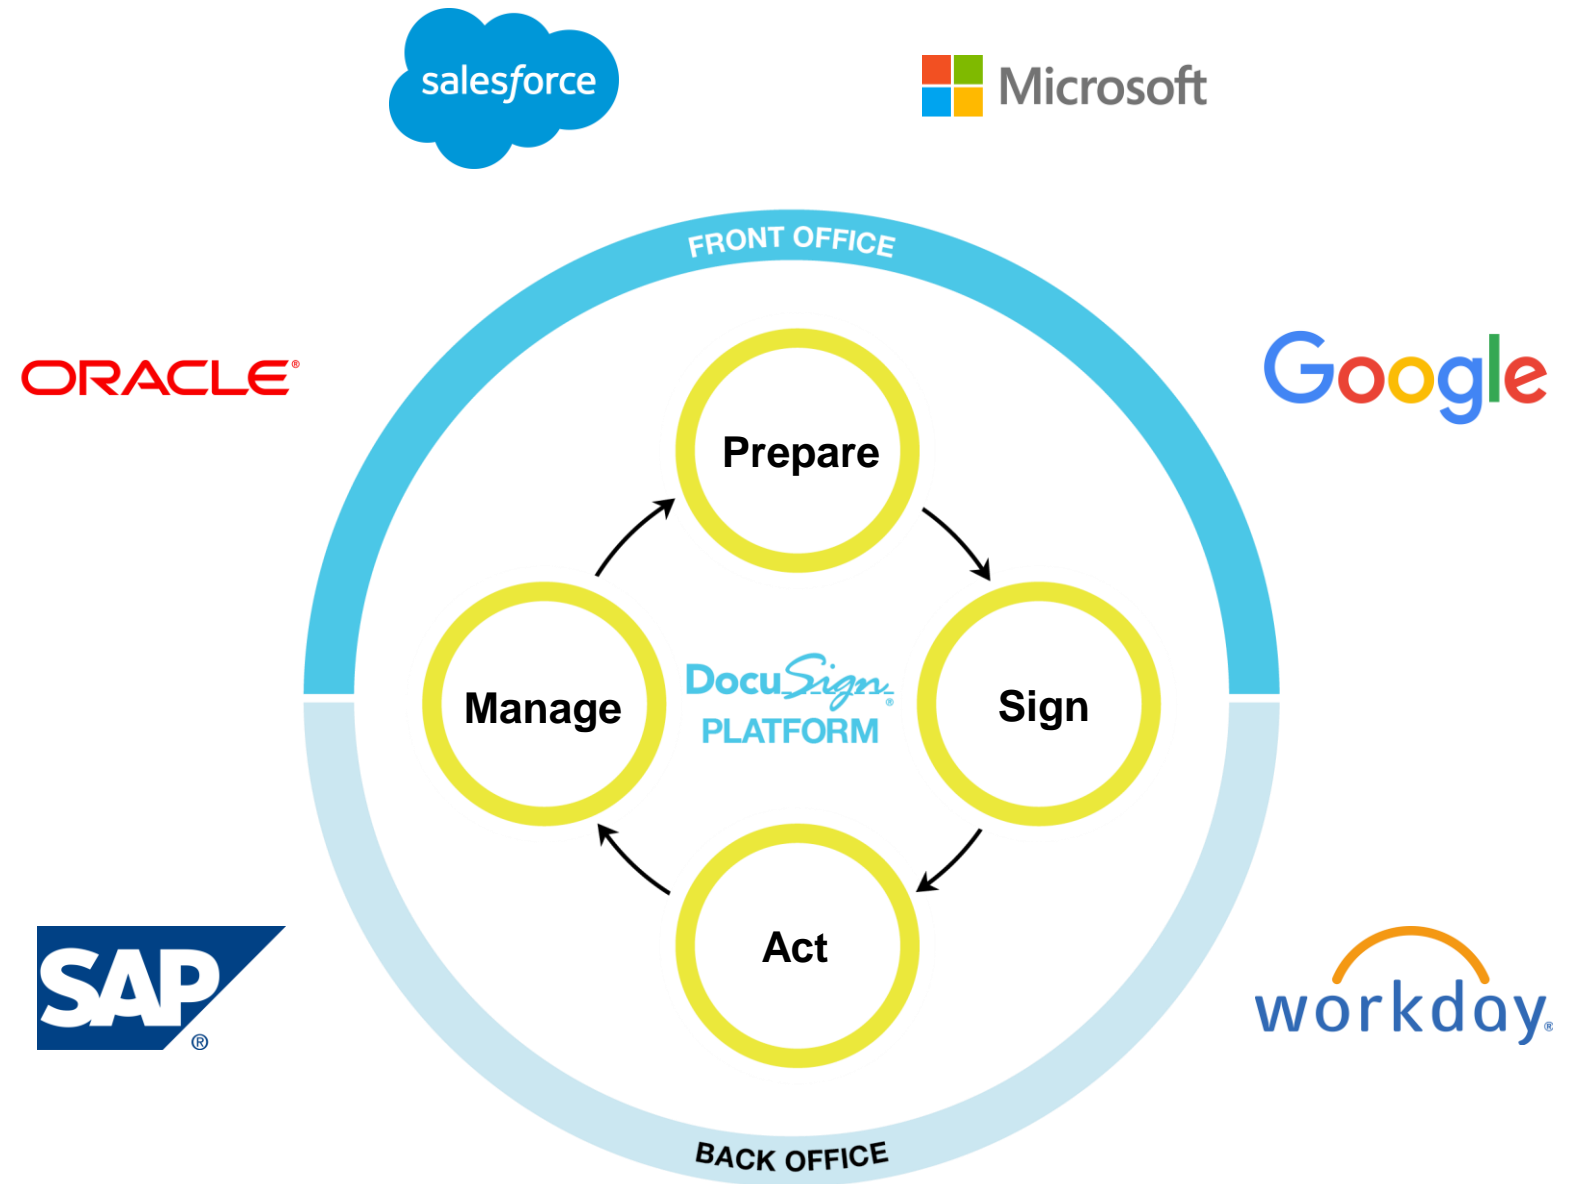 salesforce
Microsoft
FRONT OFFICE
ORACLE®
Google
Prepare
Manage
DocuSign®
PLATFORM
Sign
Act
SAP®
workday®
BACK OFFICE